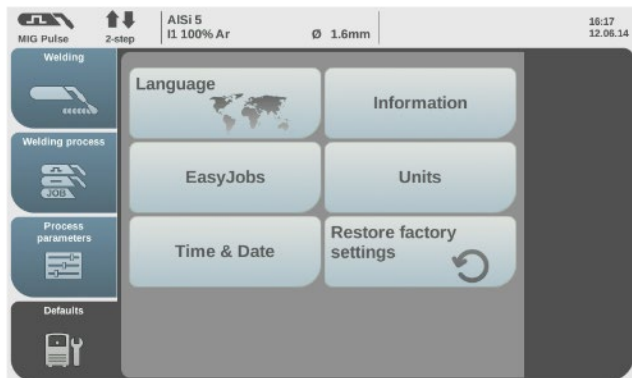 MIG Pulse
2-step
AlSi 5
I1 100% Ar
Ø 1.6mm
16:17
12.06.14
Welding
Welding process
JOB
Process
parameters
Defaults
Language
Information
EasyJobs
Units
Time & Date
Restore factory
settings